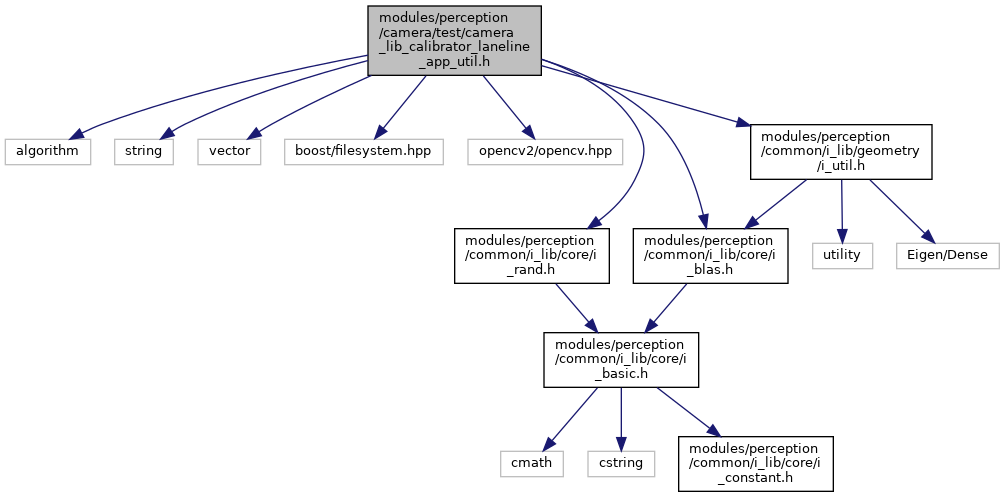 modules/perception
/camera/test/camera
_lib_calibrator_laneline
_app_util.h
algorithm
string
vector
boost/filesystem.hpp
opencv2/opencv.hpp
modules/perception
/common/i_lib/geometry
/i_util.h
modules/perception
/common/i_lib/core/i
_rand.h
modules/perception
/common/i_lib/core/i
_blas.h
utility
Eigen/Dense
modules/perception
/common/i_lib/core/i
_basic.h
cmath
cstring
modules/perception
/common/i_lib/core/i
_constant.h